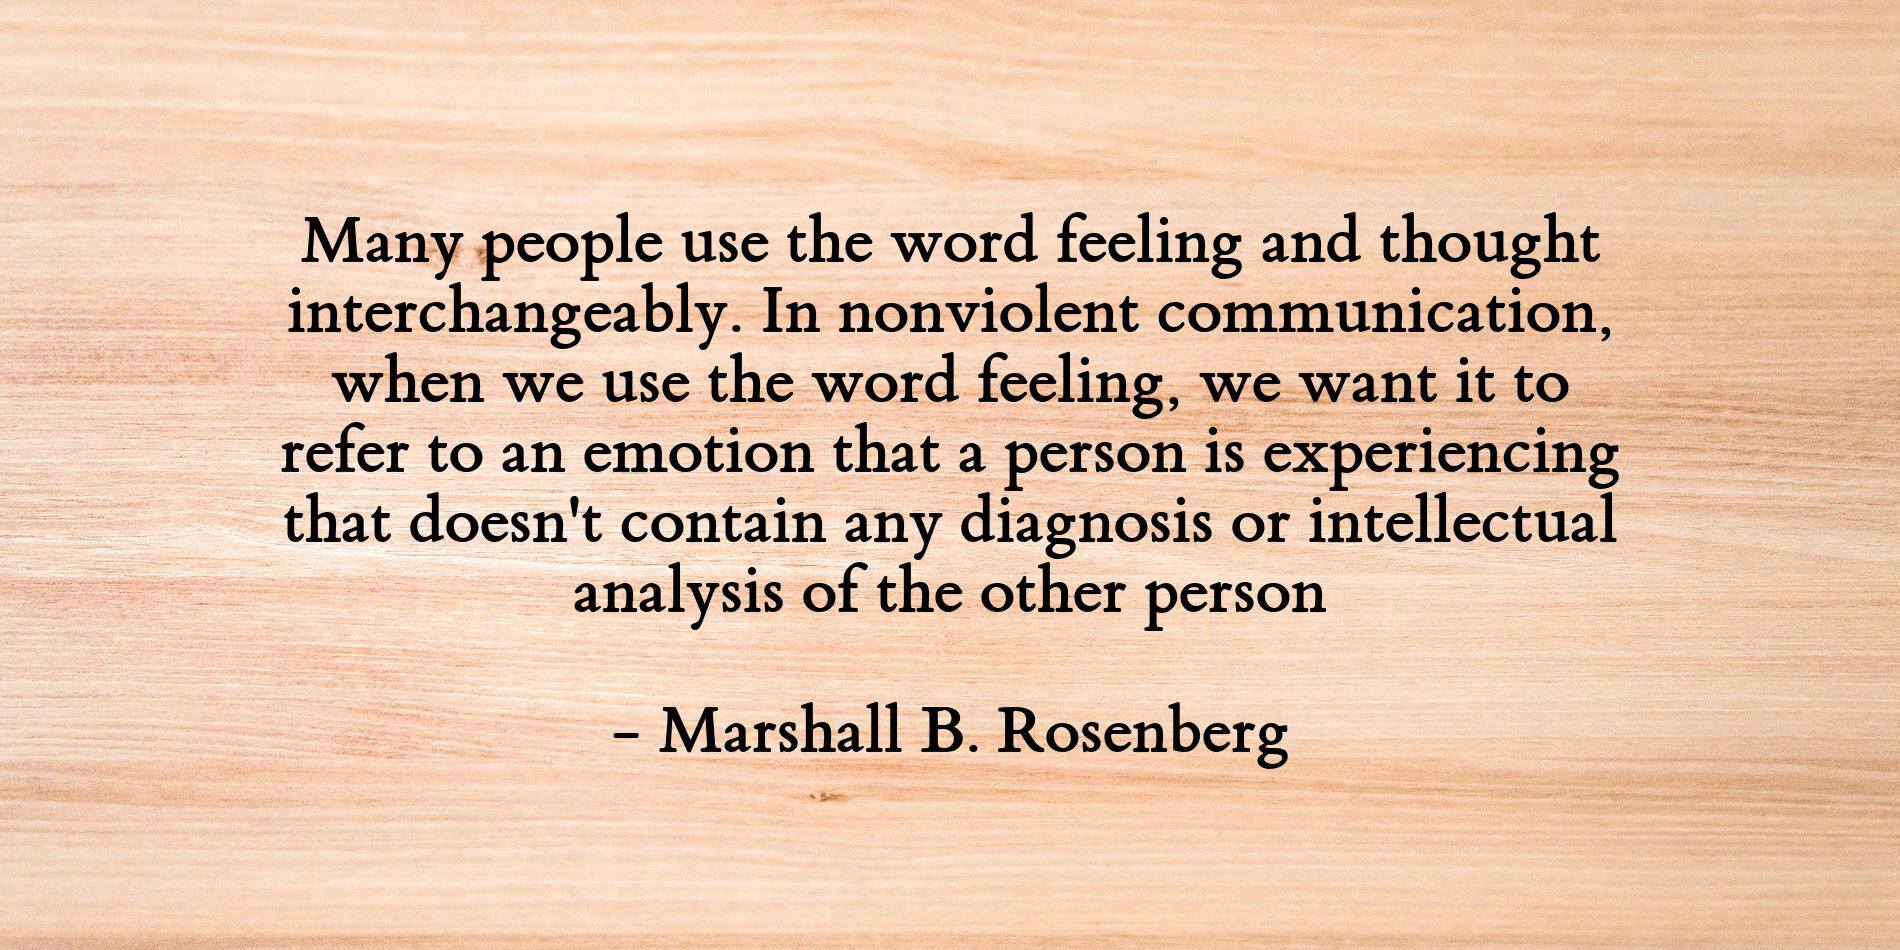 Many people use the word feeling and thought
interchangeably. In nonviolent communication,
when we use the word feeling, we want it to
refer to an emotion that a person is experiencing
that doesn't contain any diagnosis or intellectual
analysis of the other person
– Marshall B. Rosenberg